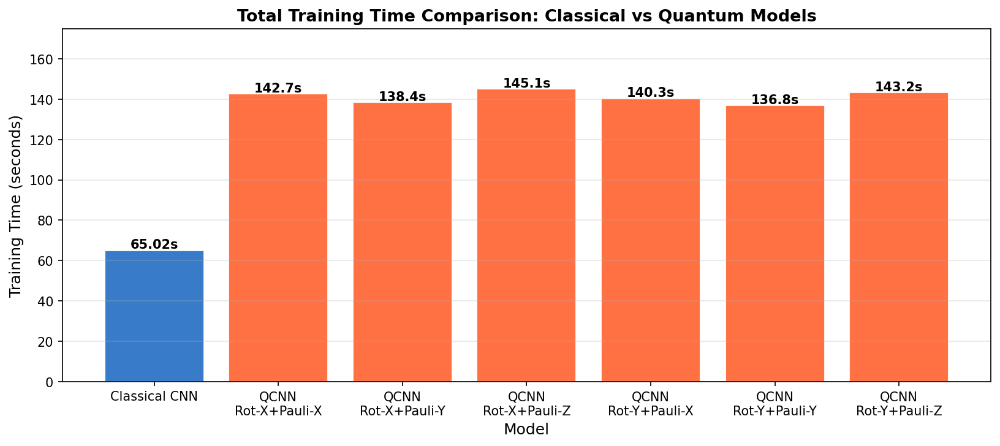 Total Training Time Comparison: Classical vs Quantum Models
Training Time (seconds)
160
140
120
100
80
60
40
20
0
65.02s
142.7s
138.4s
145.1s
140.3s
136.8s
143.2s
Classical CNN
QCNN
Rot-X+Pauli-X
QCNN
Rot-X+Pauli-Y
QCNN
Rot-X+Pauli-Z
QCNN
Rot-Y+Pauli-X
QCNN
Rot-Y+Pauli-Y
QCNN
Rot-Y+Pauli-Z
Model